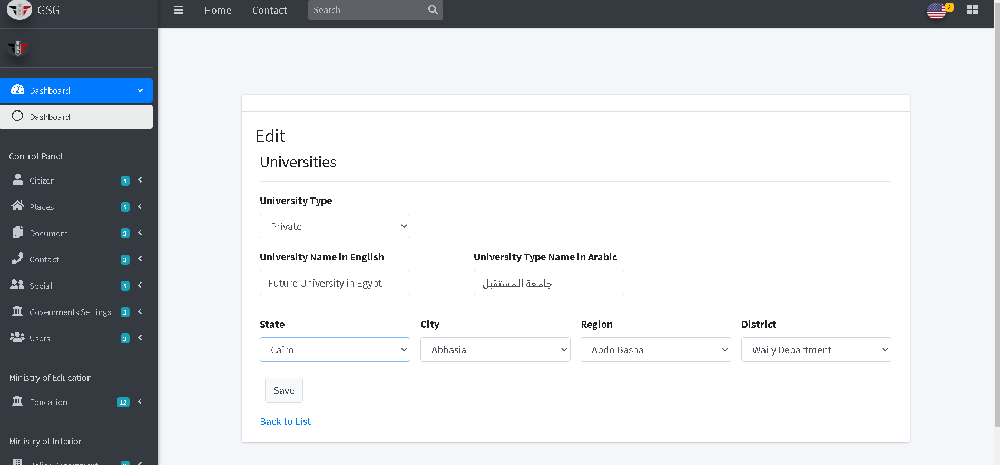 GSG
Home
Contact
Search
2
Dashboard
Dashboard
Control Panel
Citizen 8
Places 5
Document 2
Contact 2
Social 5
Governments Settings 2
Users 2
Ministry of Education
Education 12
Ministry of Interior
Police Department
Edit
Universities
University Type
Private
University Name in English
University Type Name in Arabic
Future University in Egypt
جامعة المستقبل
State
City
Region
District
Cairo
Abbasia
Abdo Basha
Waily Department
Save
Back to List